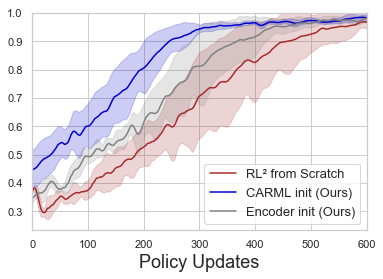 1.0
0.9
0.8
0.7
0.6
0.5
0.4
0.3
RL² from Scratch
CARML init (Ours)
Encoder init (Ours)
0 100 200 300 400 500 600
Policy Updates